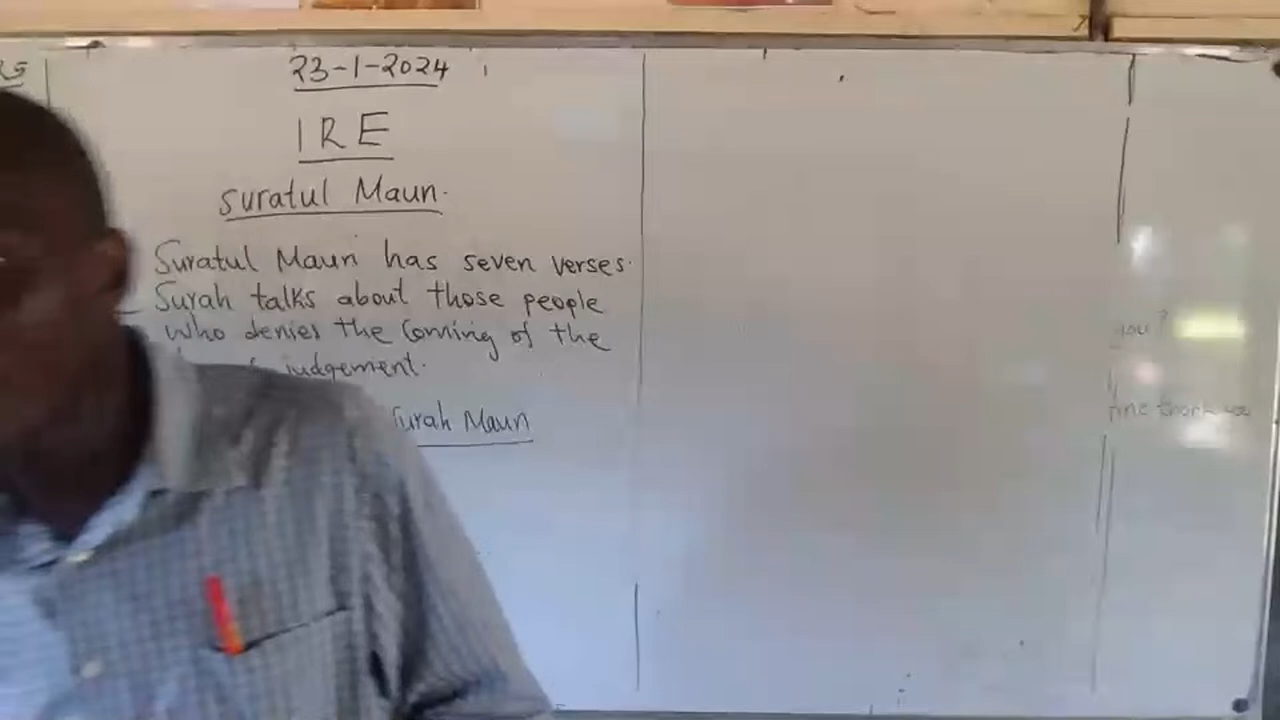 23-1-2024
IRE
Suratul Maun.
Suratul Maun has seven verses.
Surah talks about those people
who denies the Coming of the
judgement.
Surah Maun
you?
fine thank you